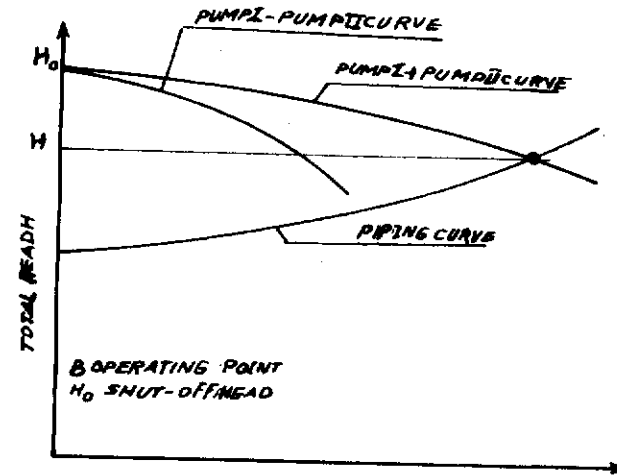 PUMPI-PUMPIICURVE
H₀
PUMPI+PUMPIICURVE
H
PIPING CURVE
TOTAL HEADH
B OPERATING POINT
H₀ SHUT-OFFHEAD